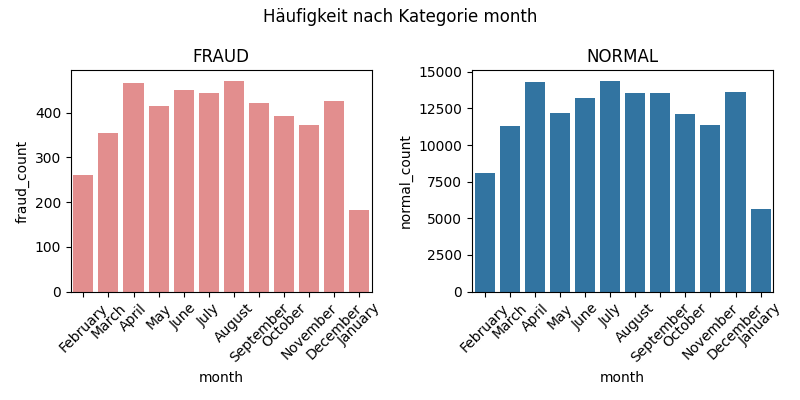 Häufigkeit nach Kategorie month
FRAUD
fraud_count
400
300
200
100
0
February
March
April
May
June
July
August
September
October
November
December
January
month
NORMAL
normal_count
15000
12500
10000
7500
5000
2500
0
February
March
April
May
June
July
August
September
October
November
December
January
month